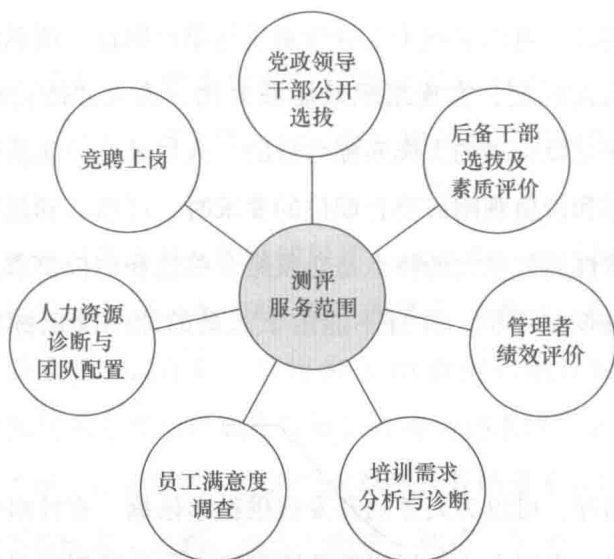 党政领导
干部公开
选拔
后备干部
选拔及
素质评价
竞聘上岗
测评
服务范围
管理者
绩效评价
人力资源
诊断与
团队配置
培训需求
分析与诊断
员工满意度
调查